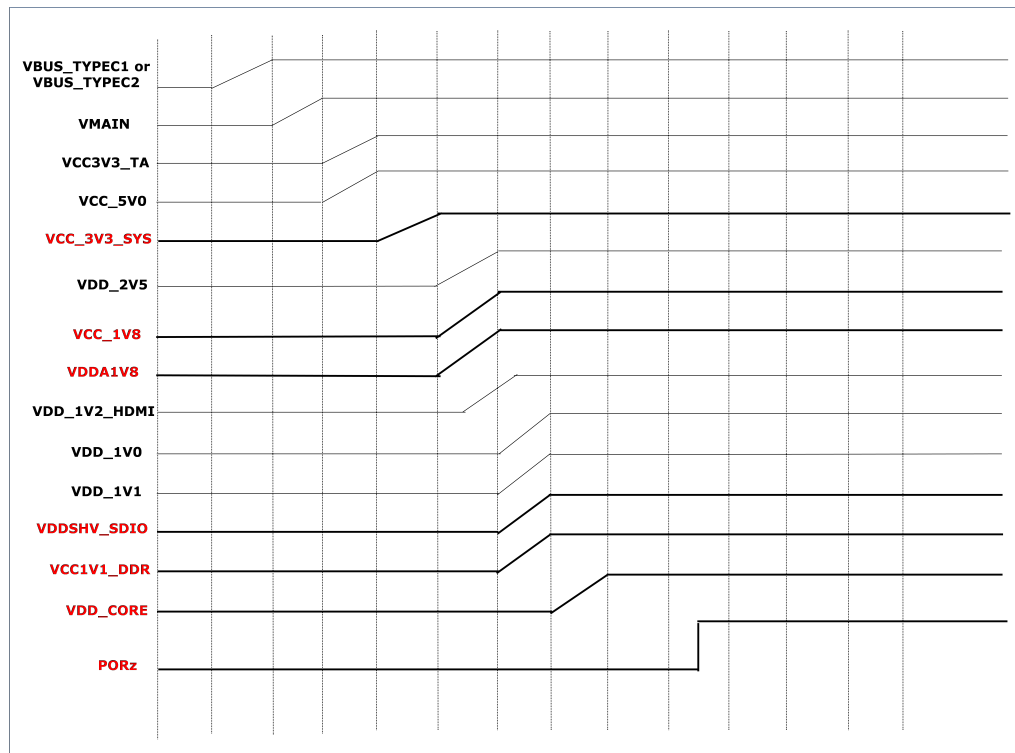 VBUS_TYPEC1 or
VBUS_TYPEC2
VMAIN
VCC3V3_TA
VCC_5V0
VCC_3V3_SYS
VDD_2V5
VCC_1V8
VDDA1V8
VDD_1V2_HDMI
VDD_1V0
VDD_1V1
VDDSHV_SDIO
VCC1V1_DDR
VDD_CORE
PORz